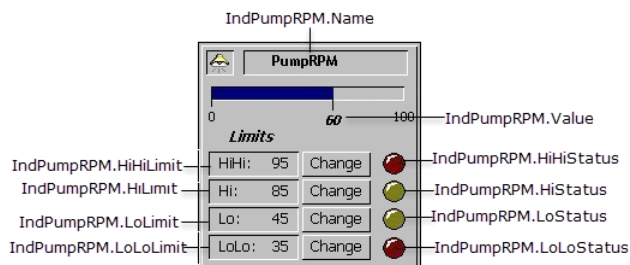 IndPumpRPM.Name
PumpRPM
0 60 100
IndPumpRPM.Value
Limits
IndPumpRPM.HiHiLimit HiHi: 95 Change IndPumpRPM.HiHiStatus
IndPumpRPM.HiLimit Hi: 85 Change IndPumpRPM.HiStatus
IndPumpRPM.LoLimit Lo: 45 Change IndPumpRPM.LoStatus
IndPumpRPM.LoLoLimit LoLo: 35 Change IndPumpRPM.LoLoStatus